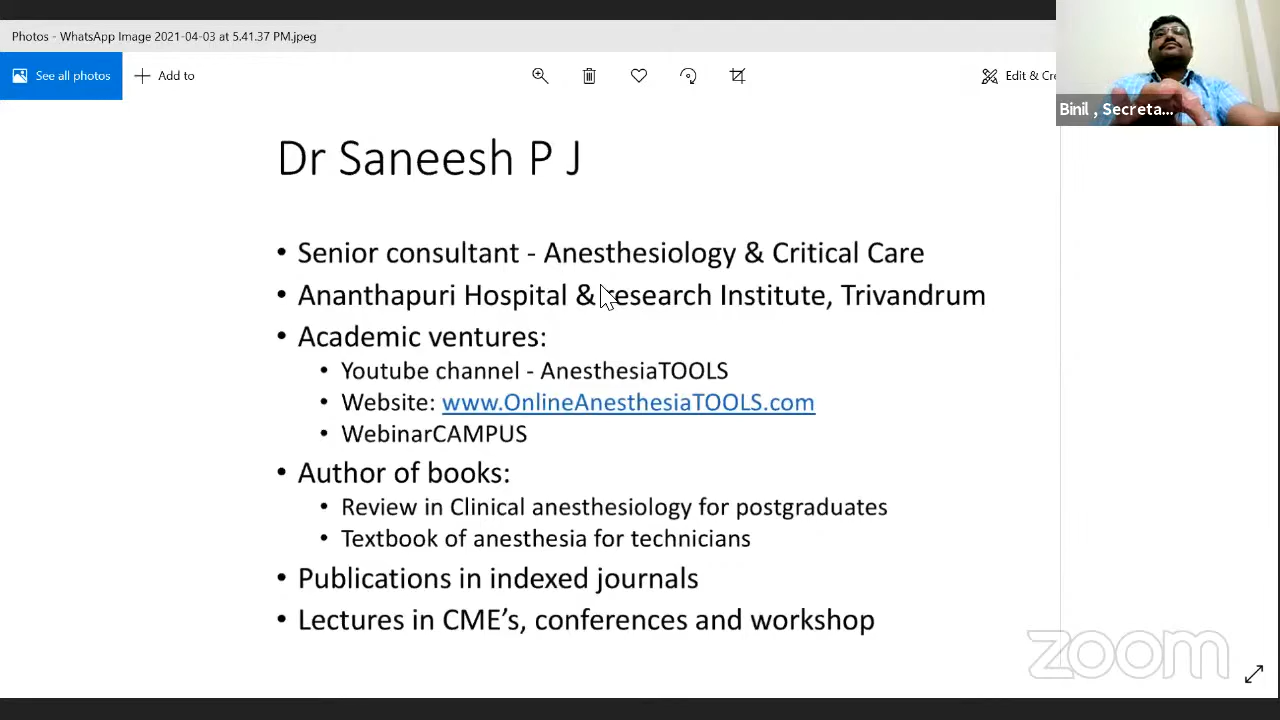 Photos - WhatsApp Image 2021-04-03 at 5.41.37 PM.jpeg
See all photos
Add to
Edit & Cre
Binil , Secreta...
Dr Saneesh P J
• Senior consultant - Anesthesiology & Critical Care
• Ananthapuri Hospital & research Institute, Trivandrum
• Academic ventures:
• Youtube channel - AnesthesiaTOOLS
• Website: www.OnlineAnesthesiaTOOLS.com
• WebinarCAMPUS
• Author of books:
• Review in Clinical anesthesiology for postgraduates
• Textbook of anesthesia for technicians
• Publications in indexed journals
• Lectures in CME's, conferences and workshop
zoom